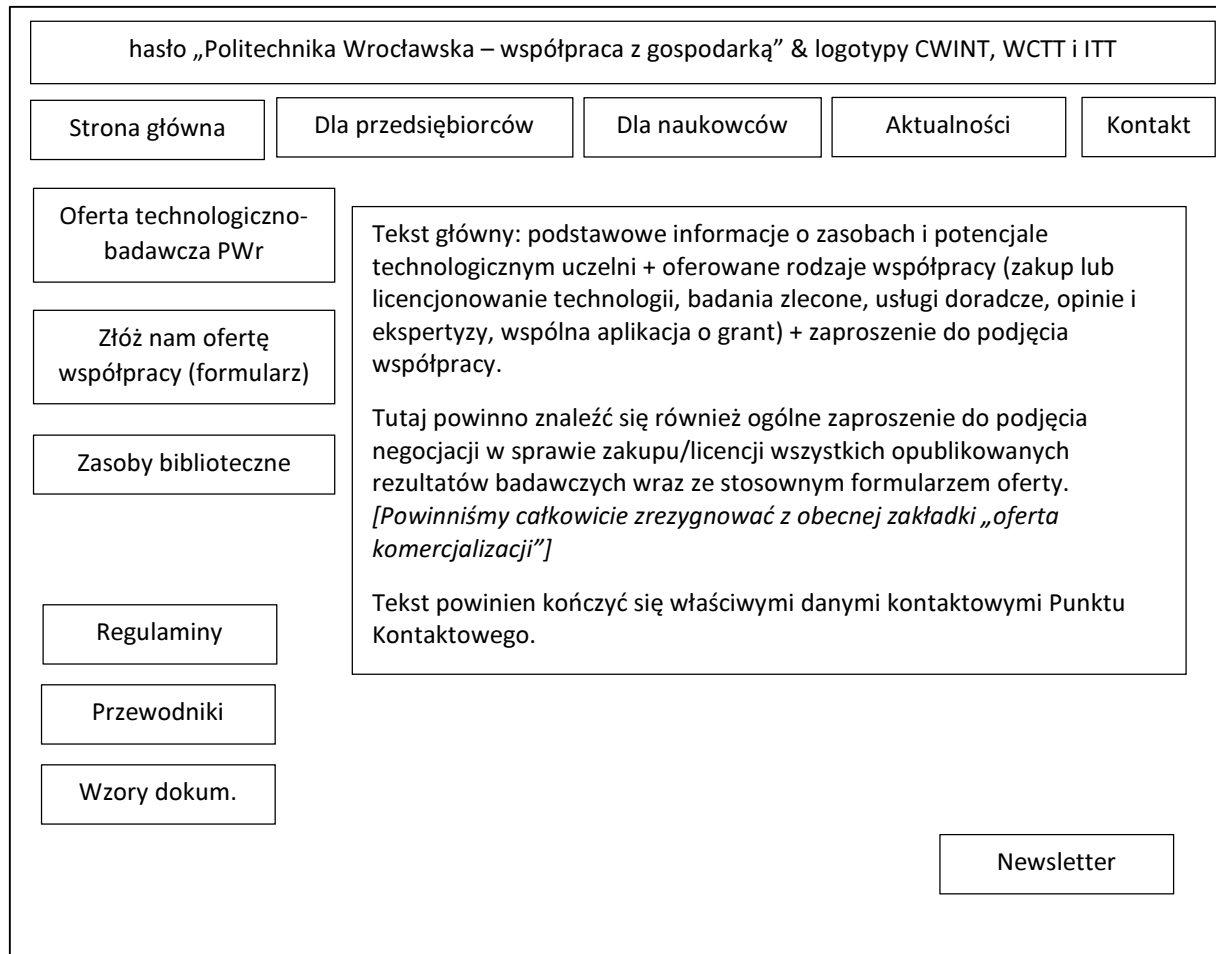 hasło „Politechnika Wrocławska – współpraca z gospodarką” & logotypy CWINT, WCTT i ITT
Strona główna
Dla przedsiębiorców
Dla naukowców
Aktualności
Kontakt
Oferta technologiczno-
badawcza PWr
Złóż nam ofertę
współpracy (formularz)
Zasoby biblioteczne
Tekst główny: podstawowe informacje o zasobach i potencjale
technologicznym uczelni + oferowane rodzaje współpracy (zakup lub
licencjonowanie technologii, badania zlecone, usługi doradcze, opinie i
ekspertyzy, wspólna aplikacja o grant) + zaproszenie do podjęcia
współpracy.
Tutaj powinno znaleźć się również ogólne zaproszenie do podjęcia
negocjacji w sprawie zakupu/licencji wszystkich opublikowanych
rezultatów badawczych wraz ze stosownym formularzem oferty.
[Powinniśmy całkowicie zrezygnować z obecnej zakładki „oferta
komercjalizacji”]
Tekst powinien kończyć się właściwymi danymi kontaktowymi Punktu
Kontaktowego.
Regulaminy
Przewodniki
Wzory dokum.
Newsletter